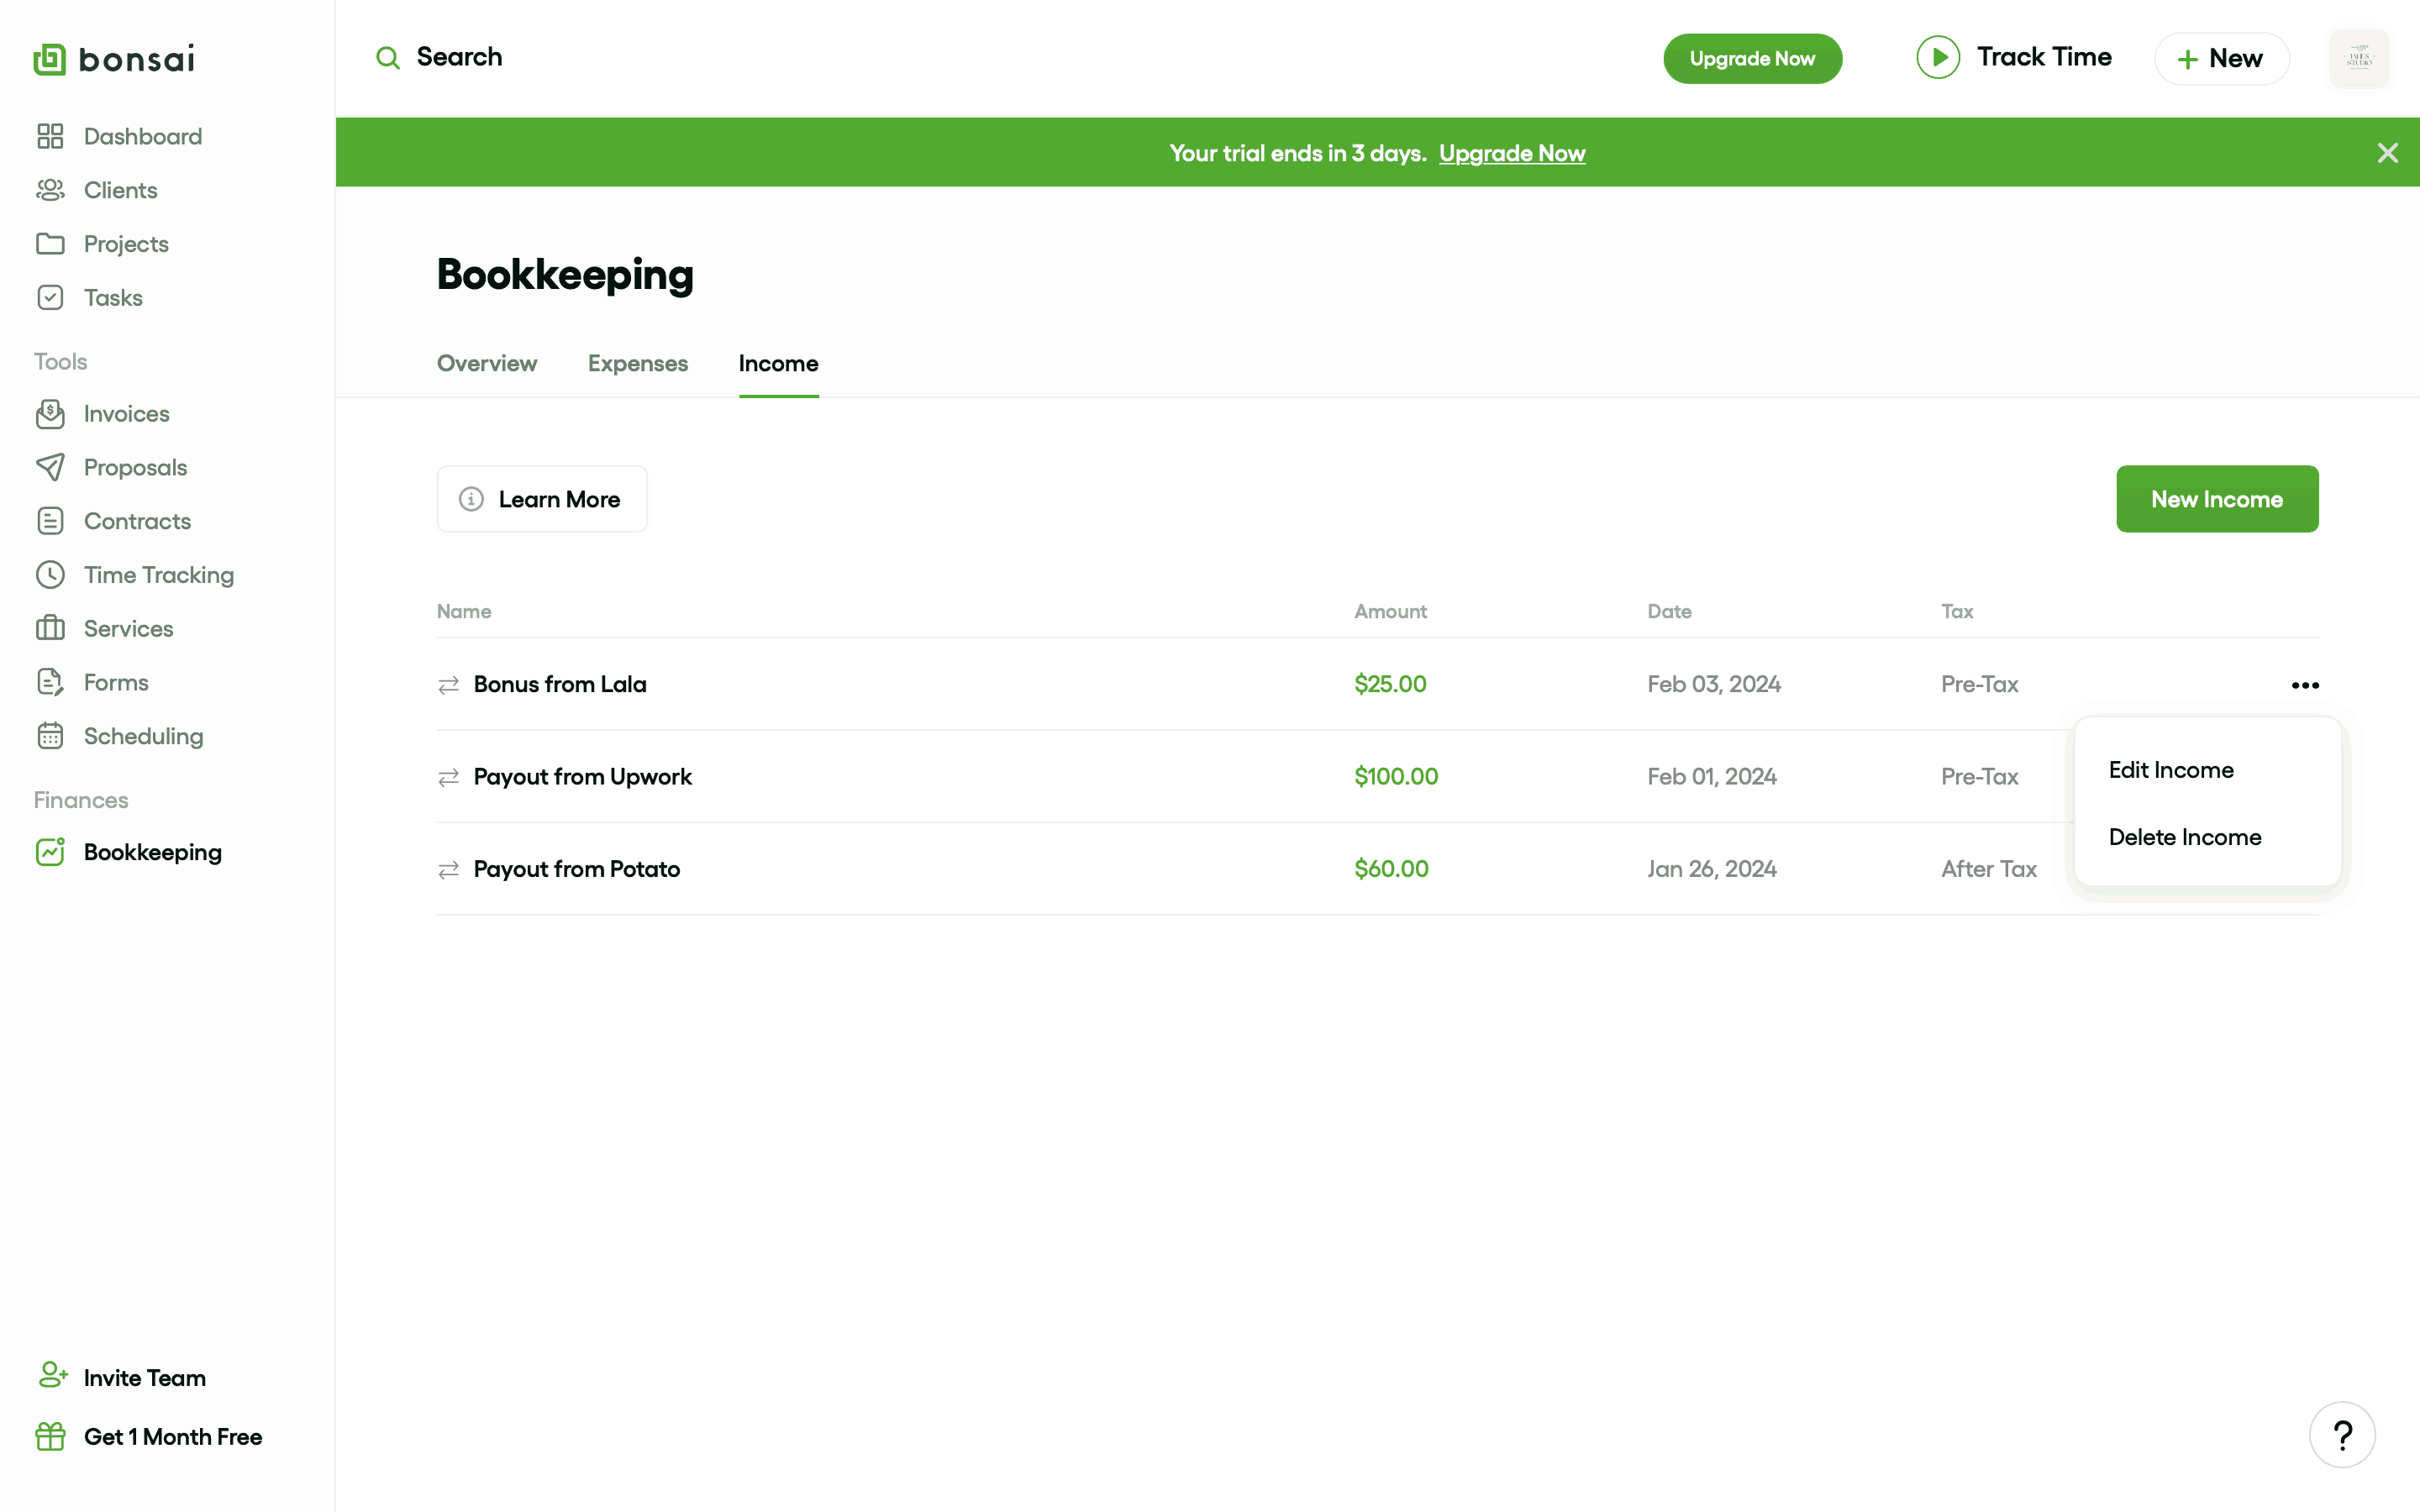 bonsai
Search
Upgrade Now
Track Time
New
Dashboard
Clients
Projects
Tasks
Tools
Invoices
Proposals
Contracts
Time Tracking
Services
Forms
Scheduling
Finances
Bookkeeping
Invite Team
Get 1 Month Free
Your trial ends in 3 days. Upgrade Now
Bookkeeping
Overview Expenses Income
Learn More
New Income
Name Amount Date Tax
Bonus from Lala $25.00 Feb 03, 2024 Pre-Tax
Payout from Upwork $100.00 Feb 01, 2024 Pre-Tax
Payout from Potato $60.00 Jan 26, 2024 After Tax
Edit Income
Delete Income
?